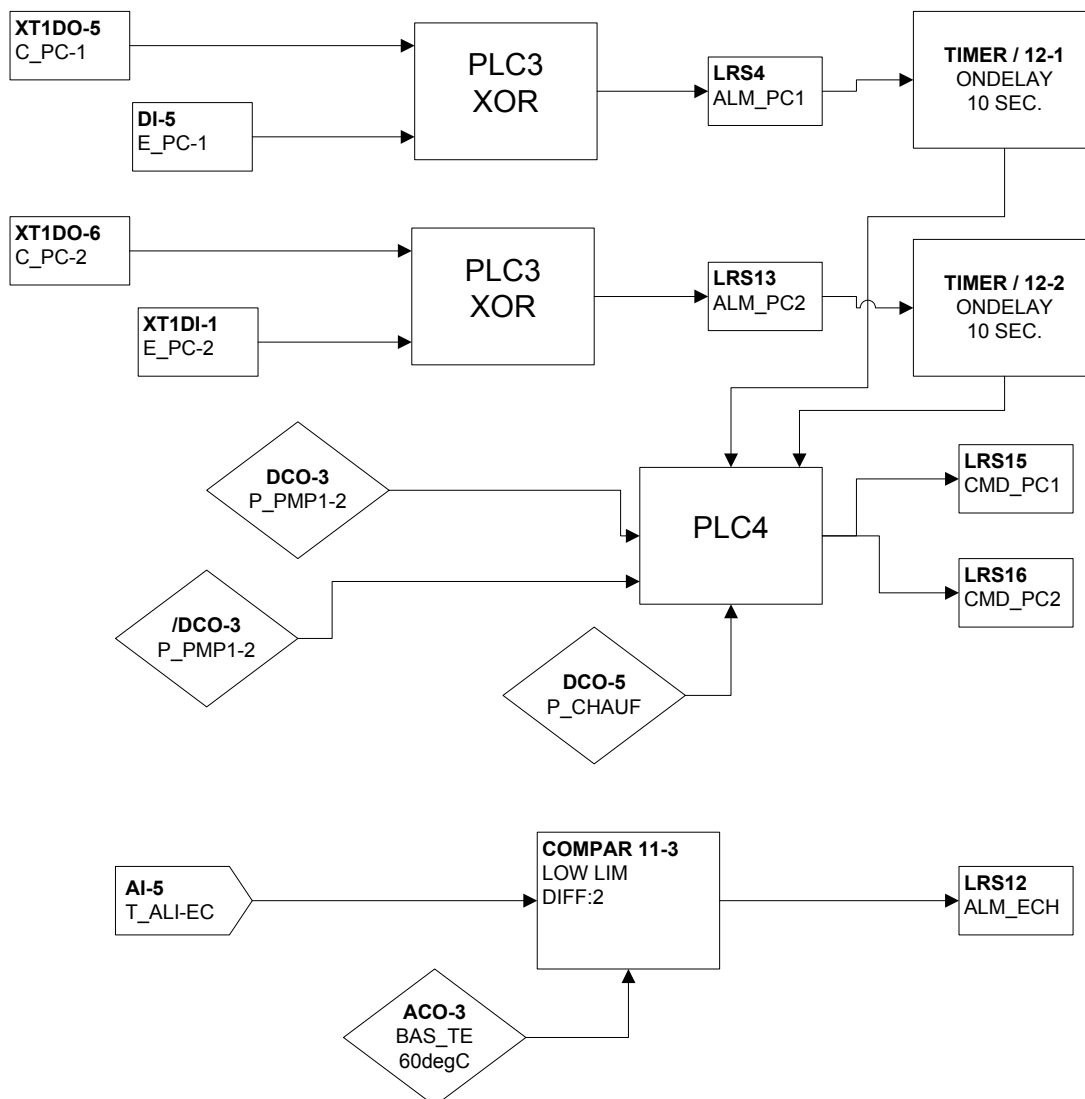 XT1DO-5
C_PC-1
DI-5
E_PC-1
PLC3
XOR
LRS4
ALM_PC1
TIMER / 12-1
ONDELAY
10 SEC.
XT1DO-6
C_PC-2
XT1DI-1
E_PC-2
PLC3
XOR
LRS13
ALM_PC2
TIMER / 12-2
ONDELAY
10 SEC.
DCO-3
P_PMP1-2
/DCO-3
P_PMP1-2
PLC4
LRS15
CMD_PC1
LRS16
CMD_PC2
DCO-5
P_CHAUF
AI-5
T_ALI-EC
COMPAR 11-3
LOW LIM
DIFF:2
LRS12
ALM_ECH
ACO-3
BAS_TE
60degC